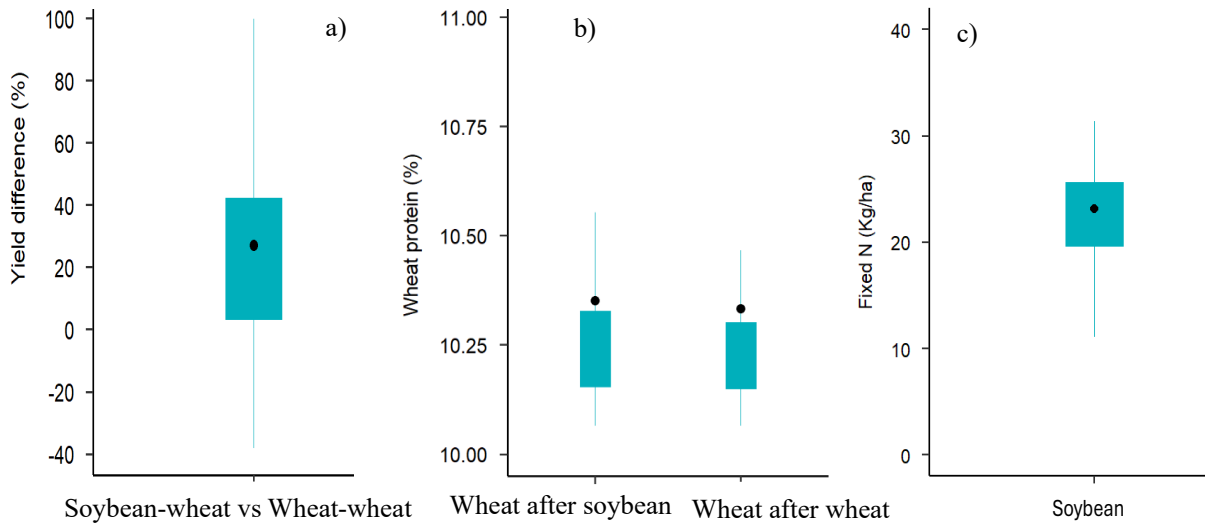 a)
Yield difference (%)
100
80
60
40
20
0
-20
-40
Soybean-wheat vs Wheat-wheat
b)
Wheat protein (%)
11.00
10.75
10.50
10.25
10.00
Wheat after soybean
Wheat after wheat
c)
Fixed N (Kg/ha)
40
30
20
10
0
Soybean